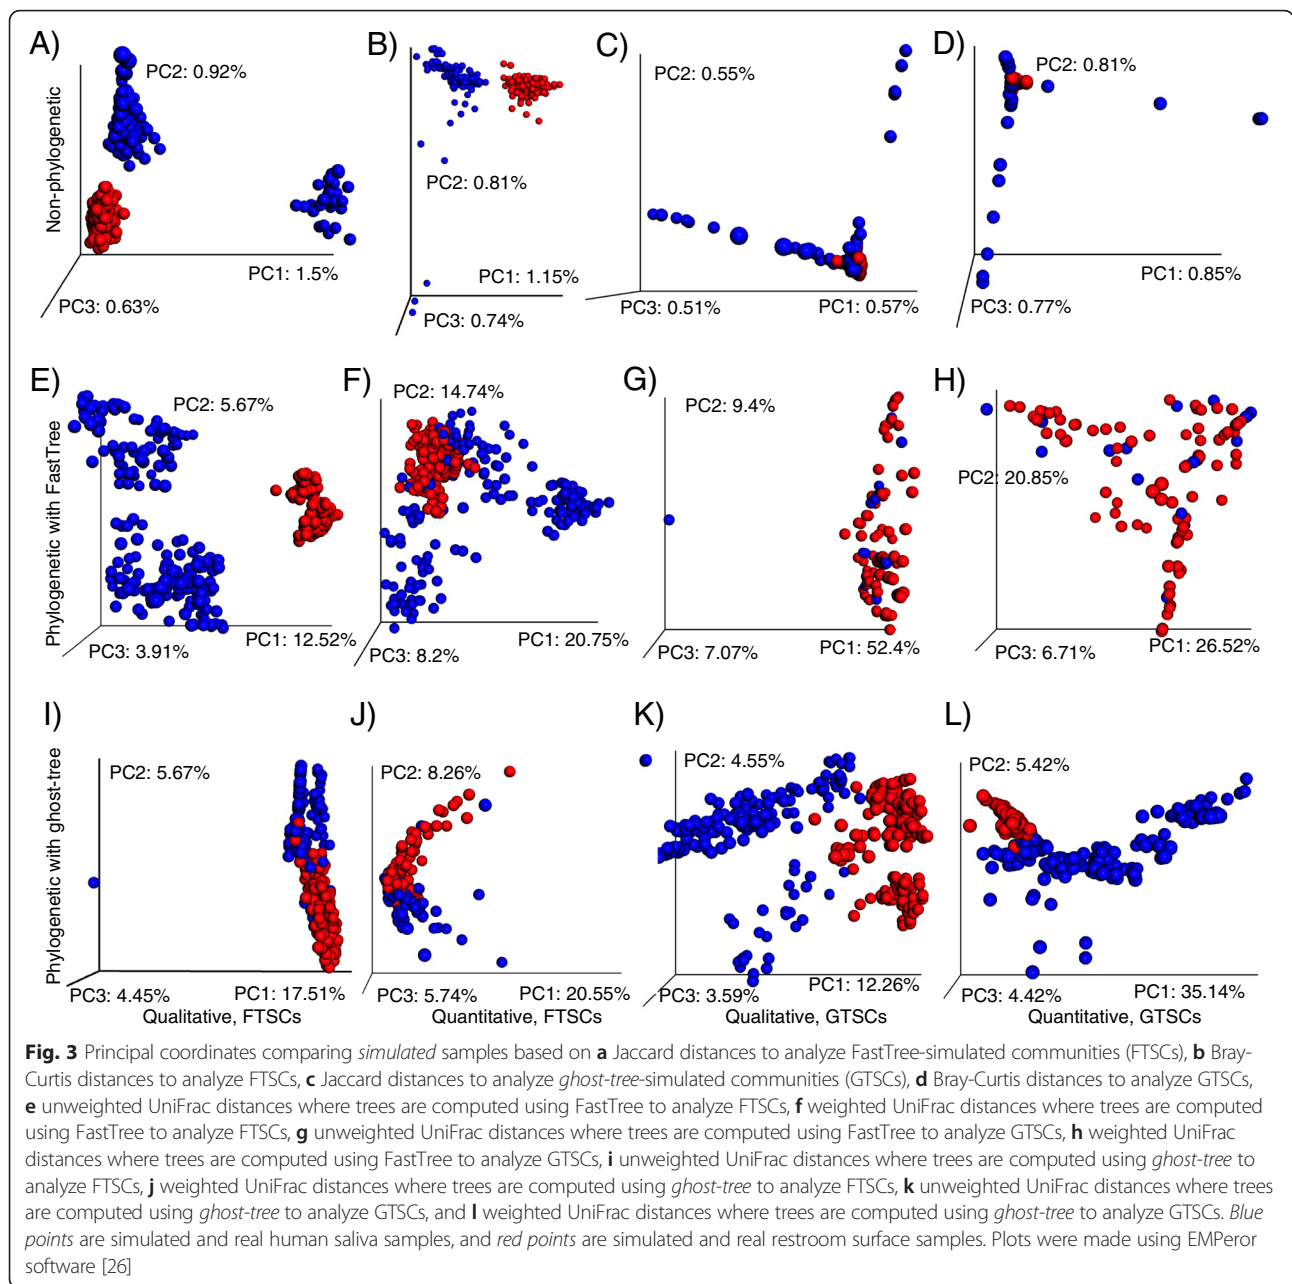 A)
PC2: 0.92%
Non-phylogenetic
PC1: 1.5%
PC3: 0.63%
B)
PC2: 0.81%
PC1: 1.15%
PC3: 0.74%
C)
PC2: 0.55%
PC3: 0.51%
PC1: 0.57%
D)
PC2: 0.81%
PC1: 0.85%
PC3: 0.77%
E)
PC2: 5.67%
Phylogenetic with FastTree
PC1: 12.52%
PC3: 3.91%
F)
PC2: 14.74%
PC1: 20.75%
PC3: 8.2%
G)
PC2: 9.4%
PC3: 7.07%
PC1: 52.4%
H)
PC2: 20.85%
PC3: 6.71%
PC1: 26.52%
I)
PC2: 5.67%
Phylogenetic with ghost-tree
PC3: 4.45%
PC1: 17.51%
Qualitative, FTSCs
J)
PC2: 8.26%
PC3: 5.74%
PC1: 20.55%
Quantitative, FTSCs
K)
PC2: 4.55%
PC3: 3.59%
PC1: 12.26%
Qualitative, GTSCs
L)
PC2: 5.42%
PC3: 4.42%
PC1: 35.14%
Quantitative, GTSCs
Fig. 3 Principal coordinates comparing simulated samples based on a Jaccard distances to analyze FastTree-simulated communities (FTSCs), b Bray-
Curtis distances to analyze FTSCs, c Jaccard distances to analyze ghost-tree-simulated communities (GTSCs), d Bray-Curtis distances to analyze GTSCs,
e unweighted UniFrac distances where trees are computed using FastTree to analyze FTSCs, f weighted UniFrac distances where trees are computed
using FastTree to analyze FTSCs, g unweighted UniFrac distances where trees are computed using FastTree to analyze GTSCs, h weighted UniFrac
distances where trees are computed using FastTree to analyze GTSCs, i unweighted UniFrac distances where trees are computed using ghost-tree to
analyze FTSCs, j weighted UniFrac distances where trees are computed using ghost-tree to analyze FTSCs, k unweighted UniFrac distances where trees
are computed using ghost-tree to analyze GTSCs, and l weighted UniFrac distances where trees are computed using ghost-tree to analyze GTSCs. Blue
points are simulated and real human saliva samples, and red points are simulated and real restroom surface samples. Plots were made using EMPeror
software [26]